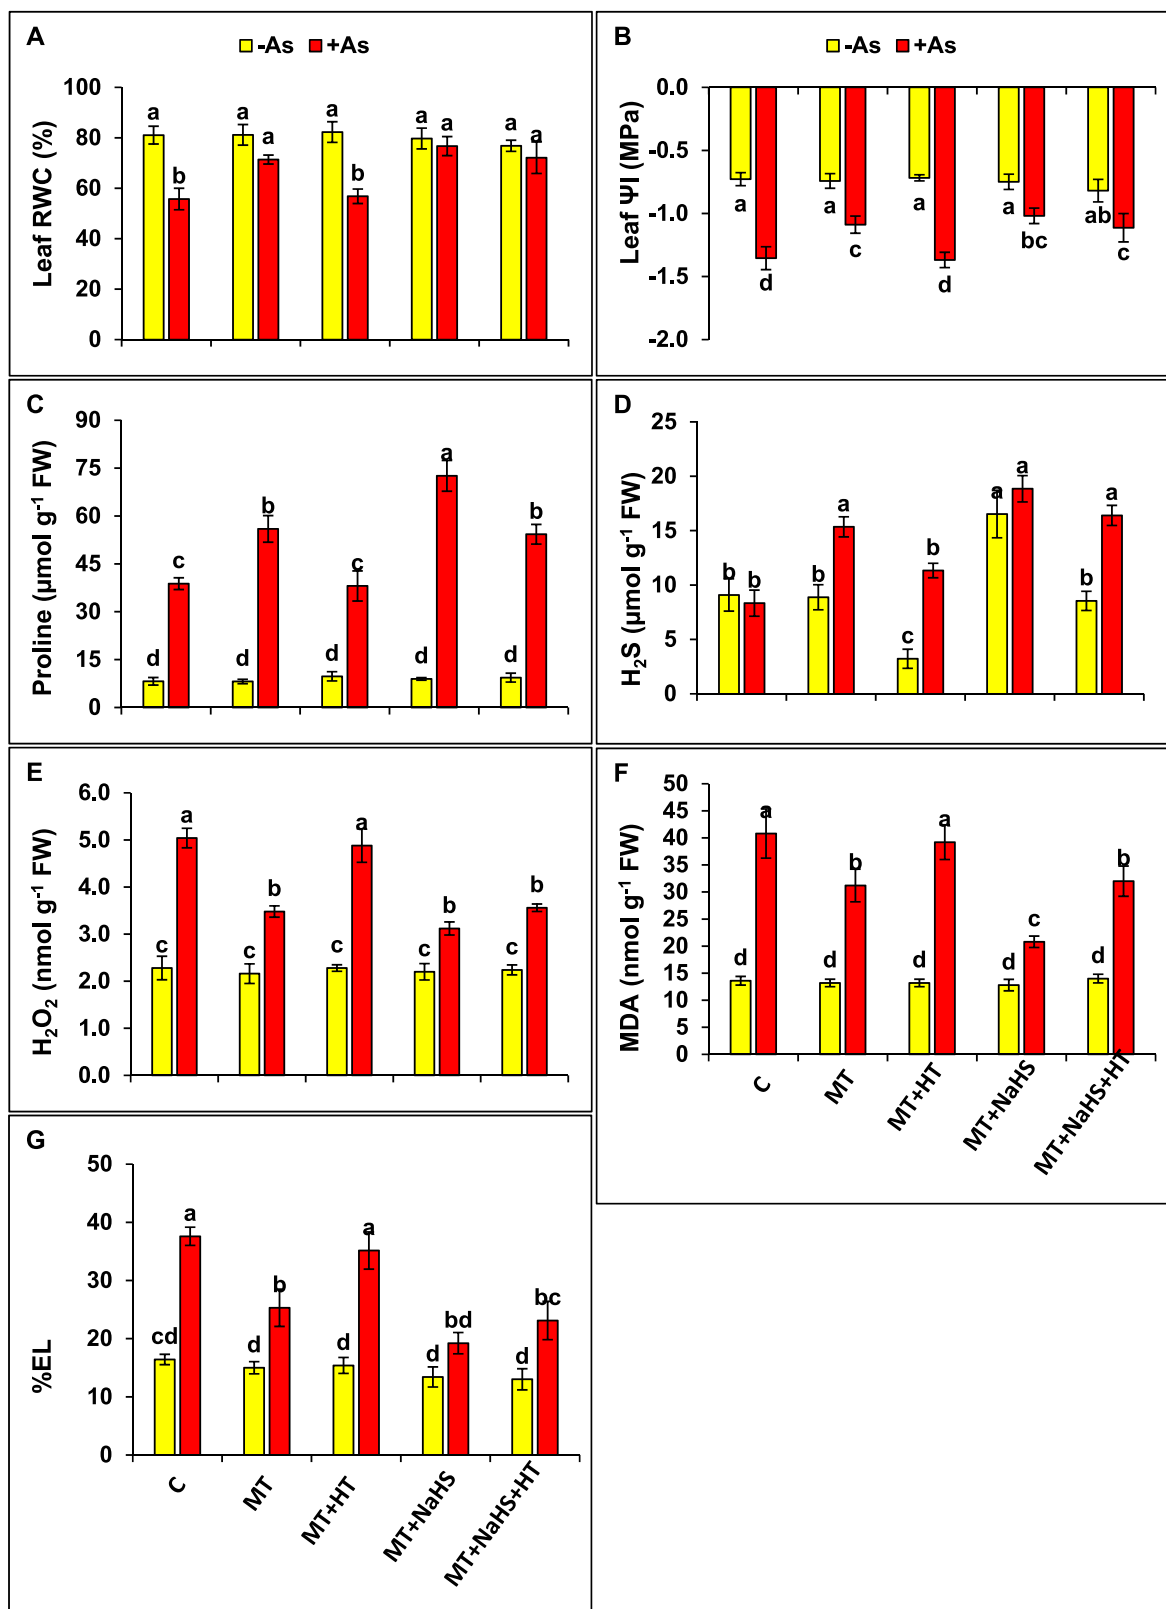 A
-As +As
Leaf RWC (%)
100
80
60
40
20
0
a a a a a a a a
b b
B
-As +As
Leaf Ψl (MPa)
0.0
-0.5
-1.0
-1.5
-2.0
a a a a ab
d c d bc c
C
Proline (µmol g⁻¹ FW)
90
75
60
45
30
15
0
c b c a b
d d d d d
D
H₂S (µmol g⁻¹ FW)
25
20
15
10
5
0
b b b a c b a a b a
E
H₂O₂ (nmol g⁻¹ FW)
6.0
5.0
4.0
3.0
2.0
1.0
0.0
a b a b b
c c c c c
F
MDA (nmol g⁻¹ FW)
50
45
40
35
30
25
20
15
10
5
0
a b a c b
d d d d d
C MT MT+HT MT+NaHS MT+NaHS+HT
G
%EL
50
40
30
20
10
0
a b a bd bc
cd d d d d
C MT MT+HT MT+NaHS MT+NaHS+HT